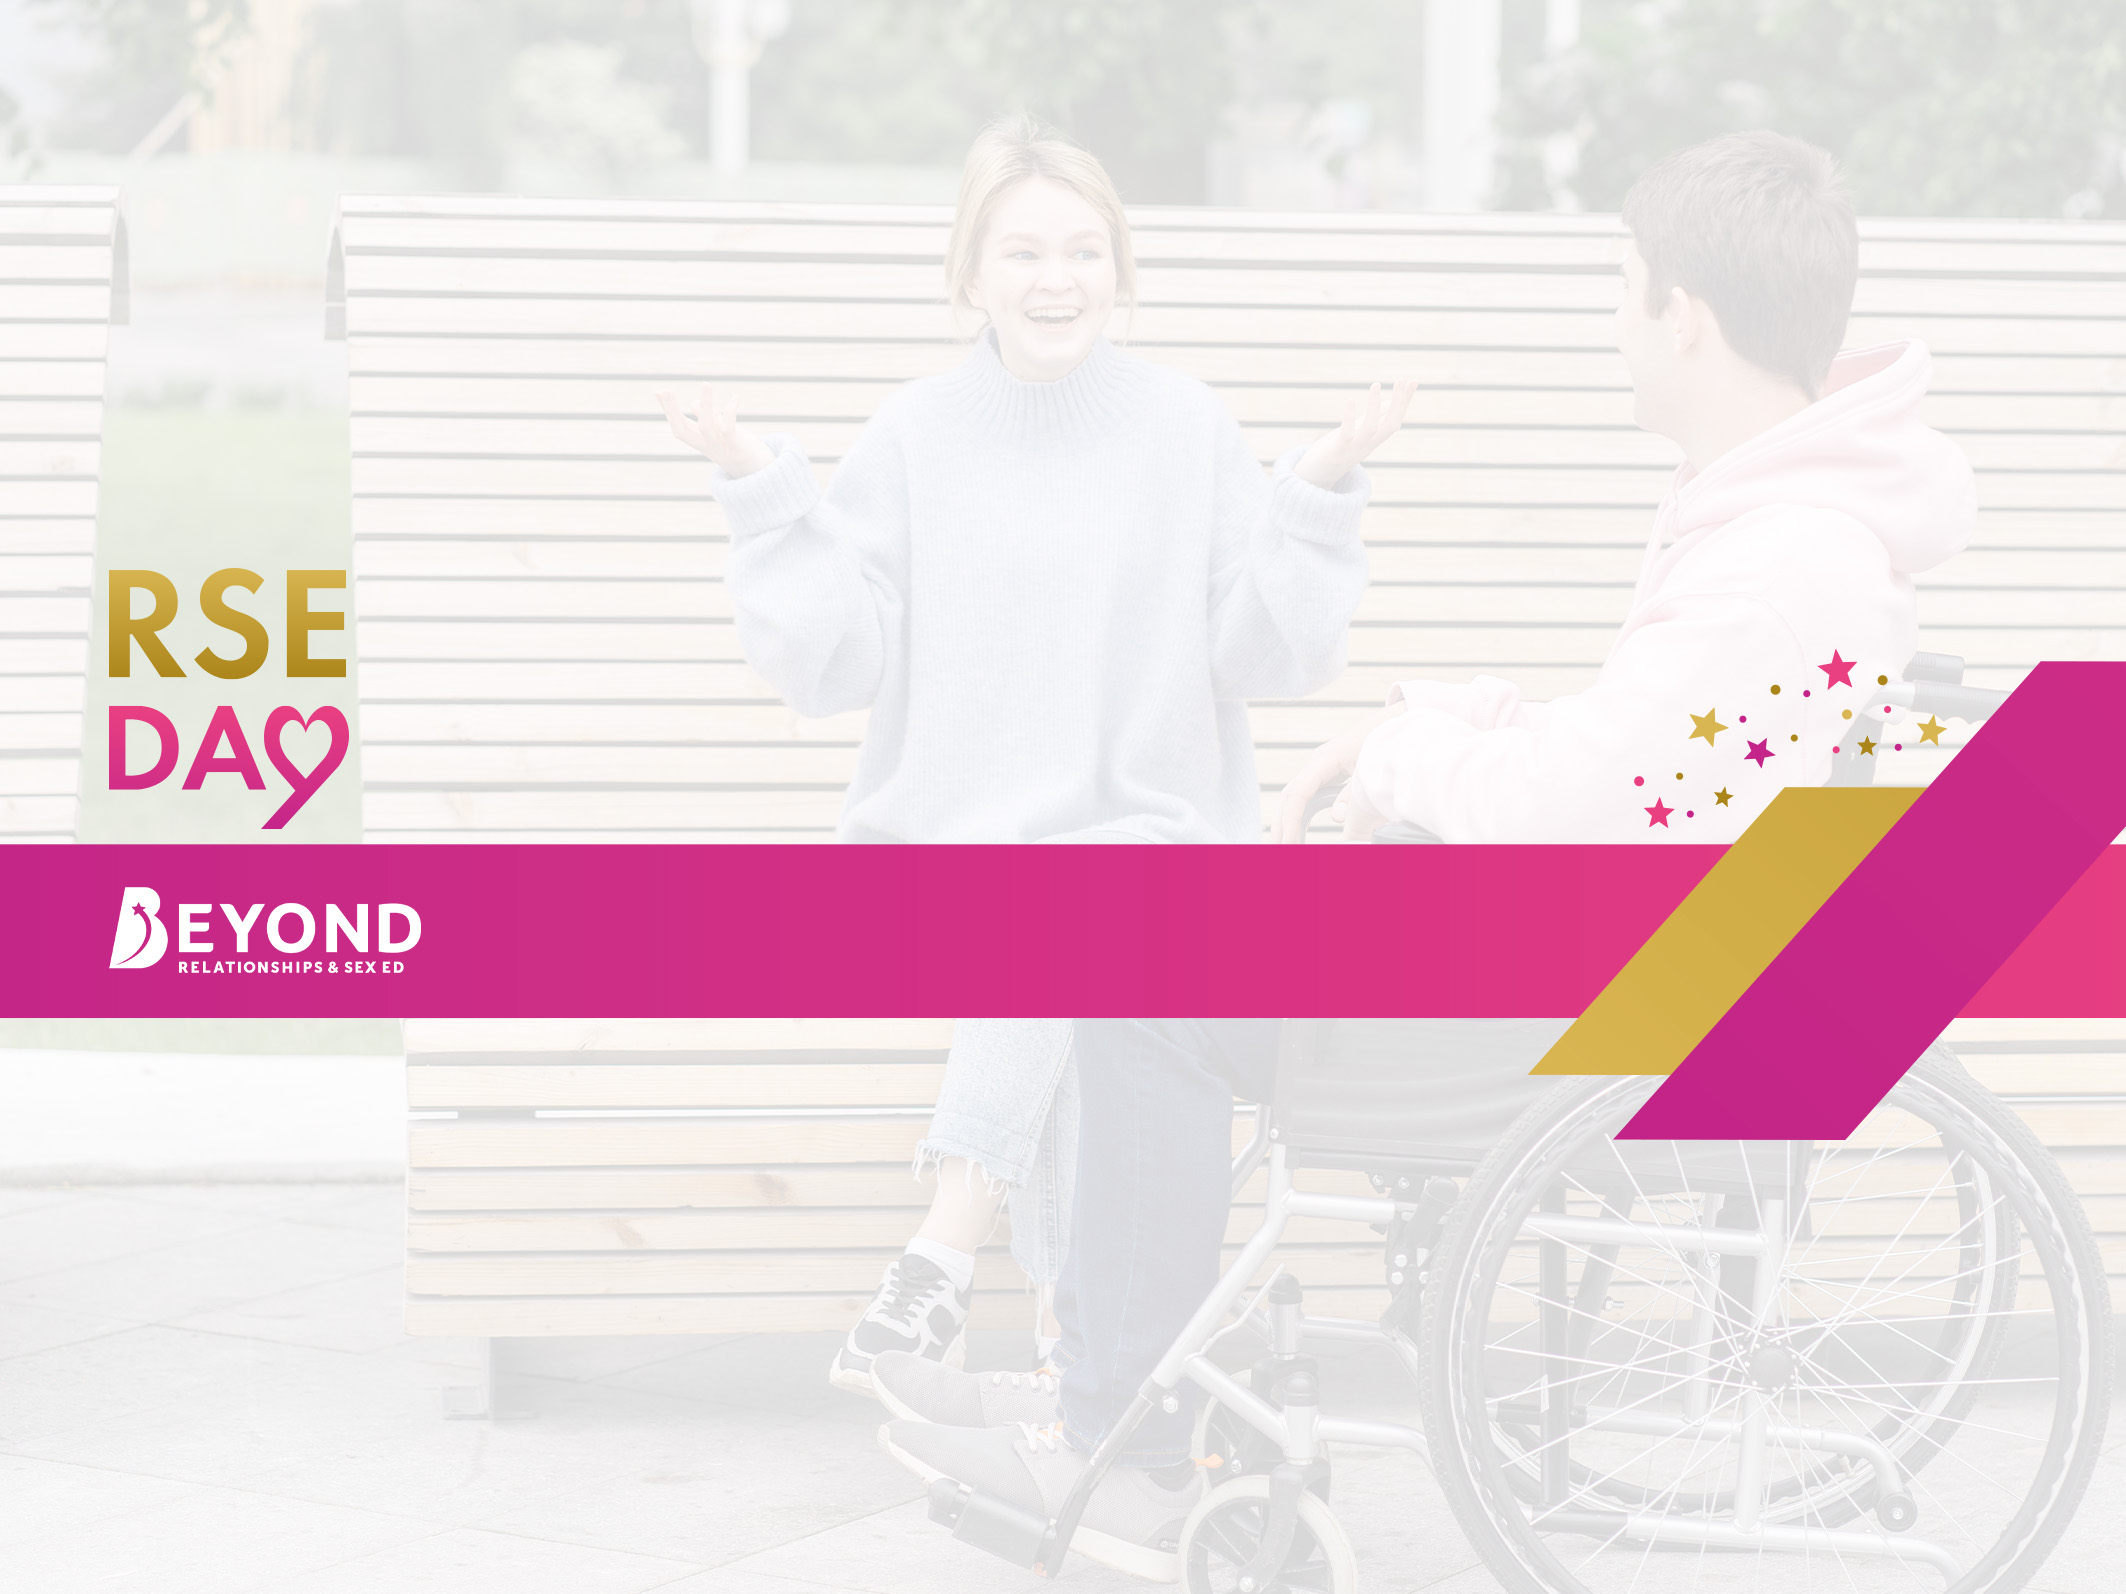 RSE
DAY
BEYOND
RELATIONSHIPS & SEX ED